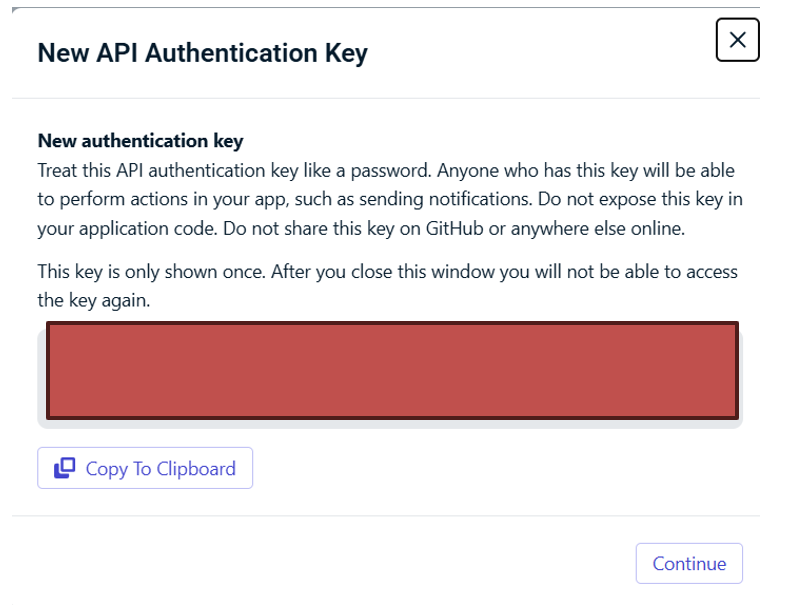 New API Authentication Key
New authentication key
Treat this API authentication key like a password. Anyone who has this key will be able
to perform actions in your app, such as sending notifications. Do not expose this key in
your application code. Do not share this key on GitHub or anywhere else online.
This key is only shown once. After you close this window you will not be able to access
the key again.
Copy To Clipboard
Continue